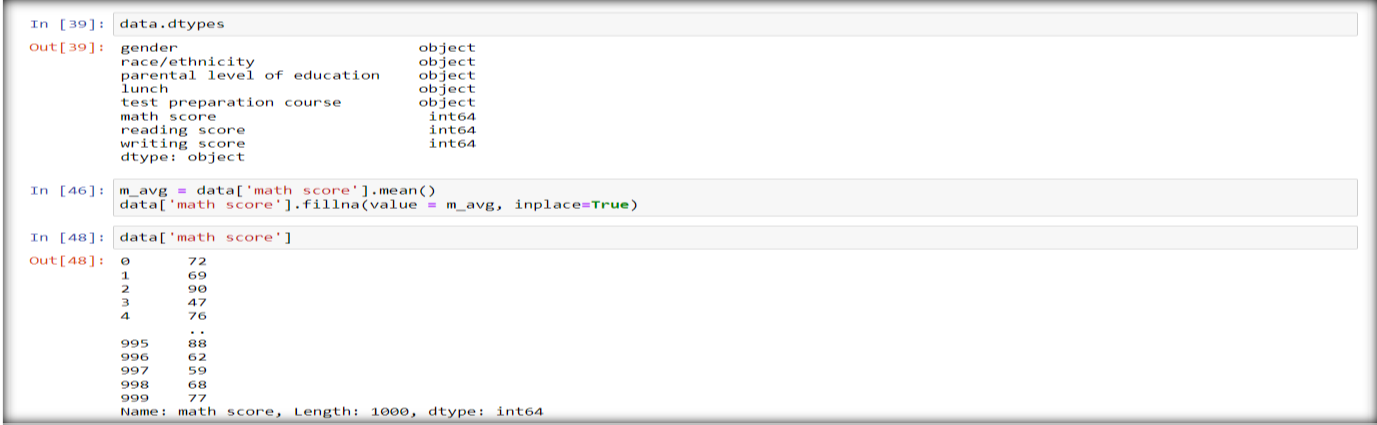 In [39]: data.dtypes
Out[39]: gender object
race/ethnicity object
parental level of education object
lunch object
test preparation course object
math score int64
reading score int64
writing score int64
dtype: object
In [46]: m_avg = data['math score'].mean()
data['math score'].fillna(value = m_avg, inplace=True)
In [48]: data['math score']
Out[48]: 0 72
1 69
2 90
3 47
4 76
..
995 88
996 62
997 59
998 68
999 77
Name: math score, Length: 1000, dtype: int64